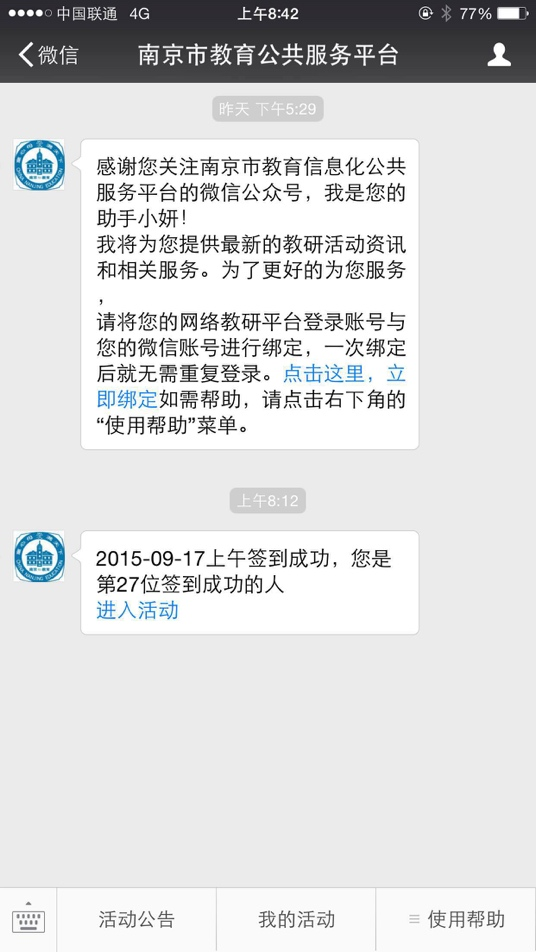 中国联通 4G 上午8:42 77%
微信 南京市教育公共服务平台
昨天 下午5:29
感谢您关注南京市教育信息化公共
服务平台的微信公众号，我是您的
助手小妍！
我将为您提供最新的教研活动资讯
和相关服务。为了更好的为您服务
，
请将您的网络教研平台登录账号与
您的微信账号进行绑定，一次绑定
后就无需重复登录。点击这里，立
即绑定如需帮助，请点击右下角的
“使用帮助”菜单。
上午8:12
2015-09-17上午签到成功，您是
第27位签到成功的人
进入活动
活动公告 我的活动 使用帮助